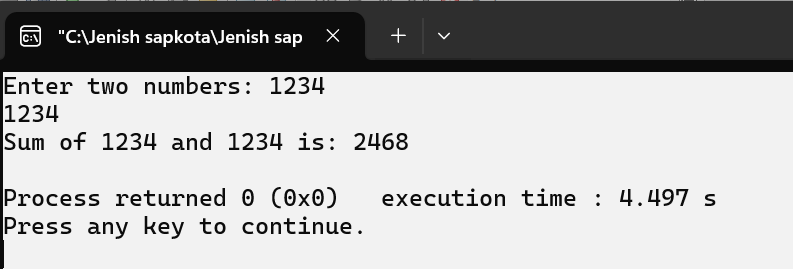 "C:\Jenish sapkota\Jenish sap
Enter two numbers: 1234
1234
Sum of 1234 and 1234 is: 2468
Process returned 0 (0x0)   execution time : 4.497 s
Press any key to continue.